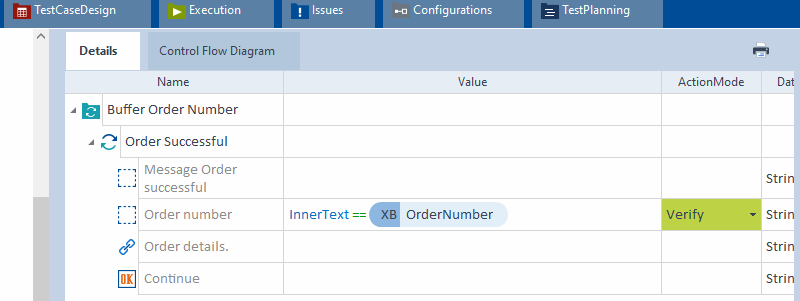 TestCaseDesign Execution Issues Configurations TestPlanning
Details Control Flow Diagram
Name Value ActionMode Dat
Buffer Order Number
Order Successful
Message Order
successful Strin
Order number InnerText == XB OrderNumber Verify Strin
Order details. Strin
OK Continue Strin